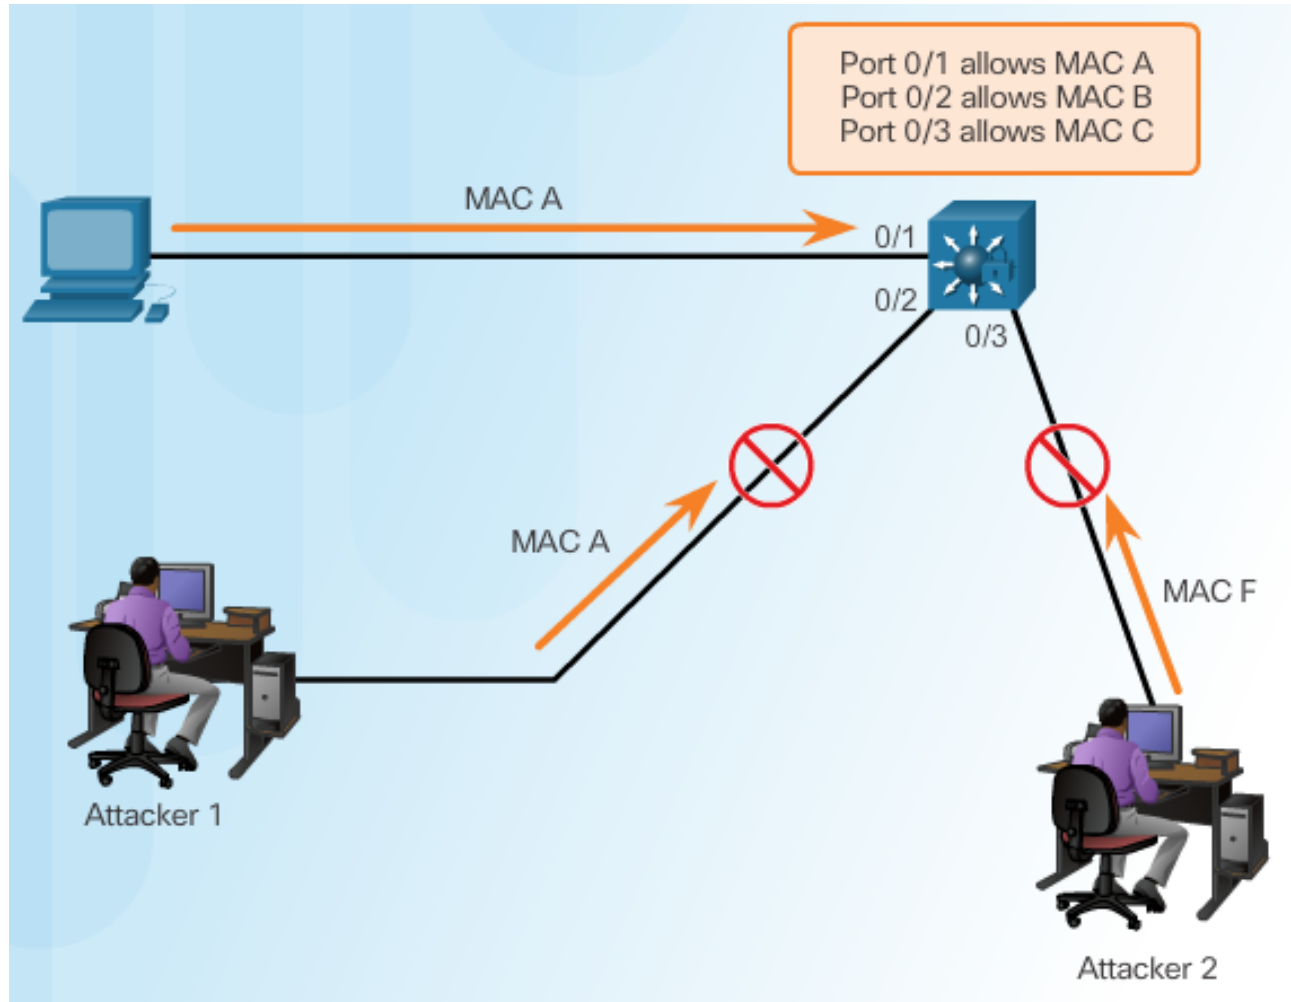 Port 0/1 allows MAC A
Port 0/2 allows MAC B
Port 0/3 allows MAC C
MAC A
0/1
0/2
0/3
MAC A
MAC F
Attacker 1
Attacker 2